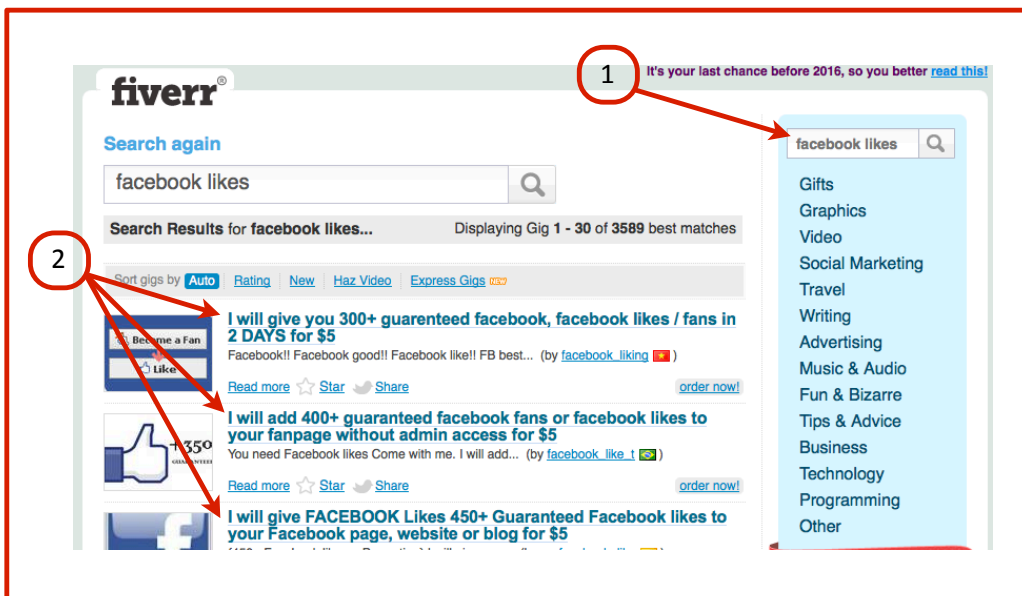 1
It's your last chance before 2016, so you better read this!
fiverr®
Search again
facebook likes
facebook likes
Search Results for facebook likes...
Displaying Gig 1 - 30 of 3589 best matches
2
Sort gigs by Auto Rating New Haz Video Express Gigs NEW
I will give you 300+ guarenteed facebook, facebook likes / fans in
2 DAYS for $5
Facebook!! Facebook good!! Facebook like!! FB best... (by facebook_liking )
Become a Fan
Like
Read more Star Share order now!
I will add 400+ guaranteed facebook fans or facebook likes to
your fanpage without admin access for $5
You need Facebook likes Come with me. I will add... (by facebook_like_t )
+350
GUARANTEED
Read more Star Share order now!
I will give FACEBOOK Likes 450+ Guaranteed Facebook likes to
your Facebook page, website or blog for $5
Gifts
Graphics
Video
Social Marketing
Travel
Writing
Advertising
Music & Audio
Fun & Bizarre
Tips & Advice
Business
Technology
Programming
Other